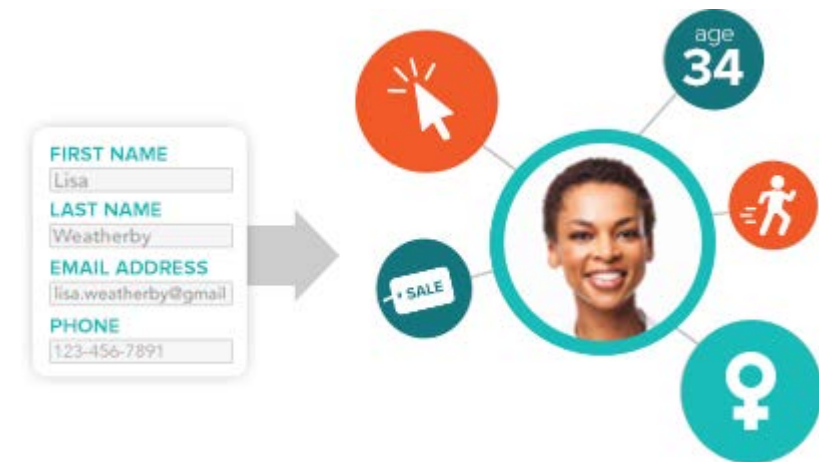 FIRST NAME
Lisa
LAST NAME
Weatherby
EMAIL ADDRESS
lisa.weatherby@gmail
PHONE
123-456-7891
SALE
age
34